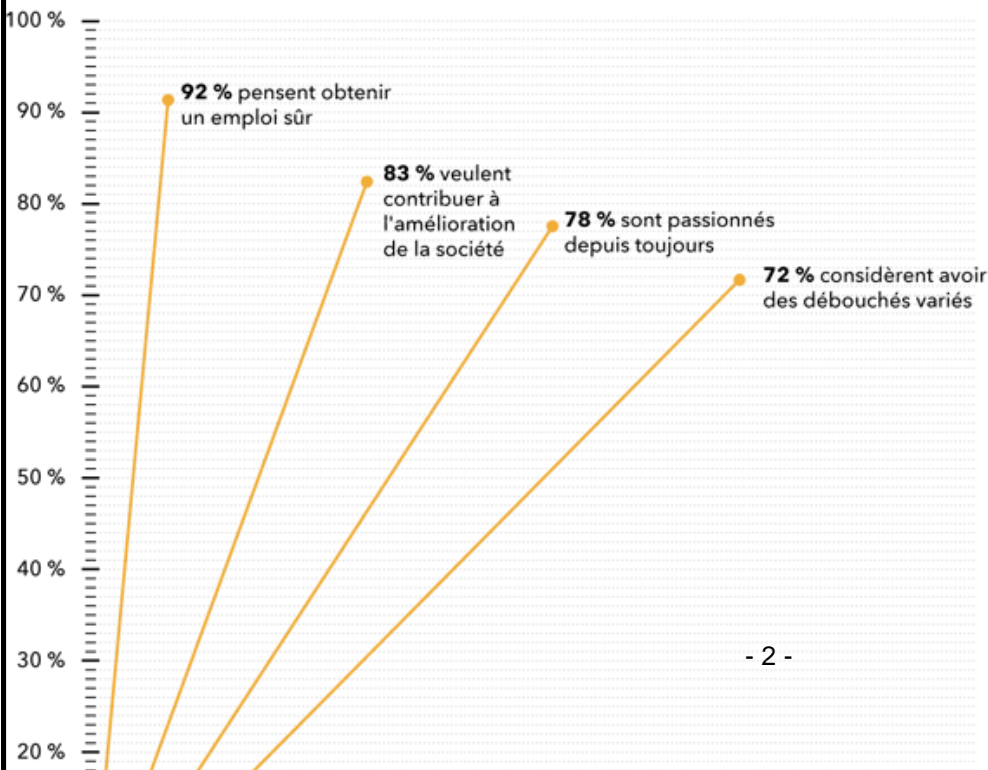 100 %
92 % pensent obtenir
un emploi sûr
90 %
83 % veulent
contribuer à
l'amélioration
de la société
80 %
78 % sont passionnés
depuis toujours
72 % considèrent avoir
des débouchés variés
70 %
60 %
50 %
40 %
30 %
- 2 -
20 %